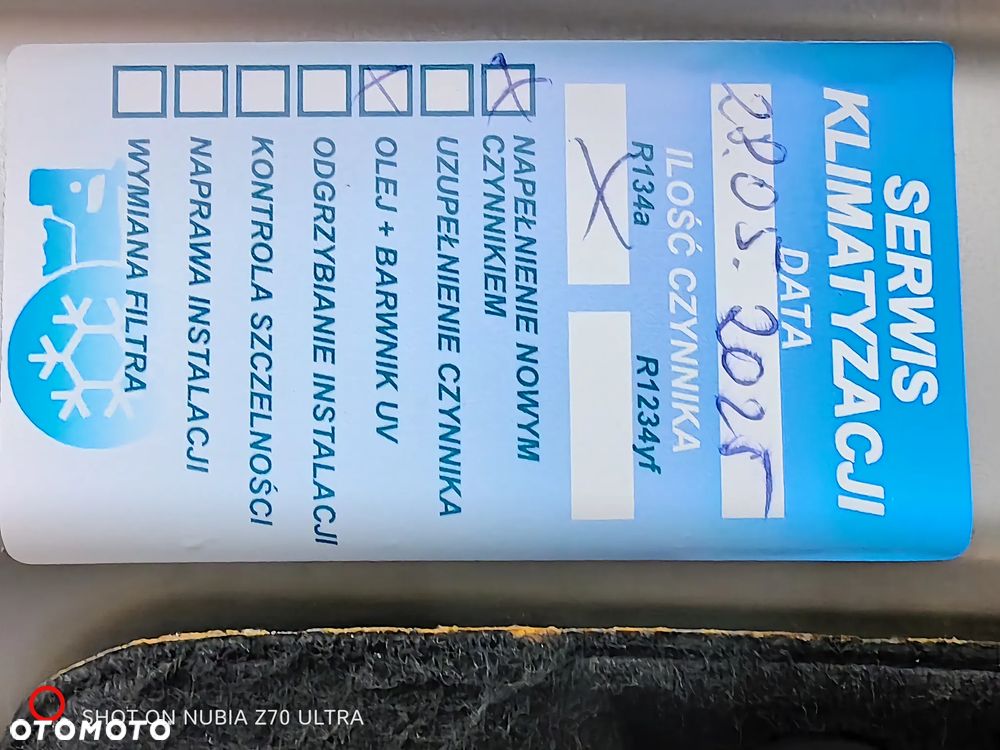 SERWIS
KLIMATYZACJI
DATA
28.05.2025
ILOŚĆ CZYNNIKA
R134a R1234yf
X
X NAPEŁNIENIE NOWYM
CZYNNIKIEM
UZUPEŁNIENIE CZYNNIKA
X OLEJ + BARWNIK UV
ODGRZYBIANIE INSTALACJI
KONTROLA SZCZELNOŚCI
NAPRAWA INSTALACJI
WYMIANA FILTRA
SHOT ON NUBIA Z70 ULTRA
OTOMOTO